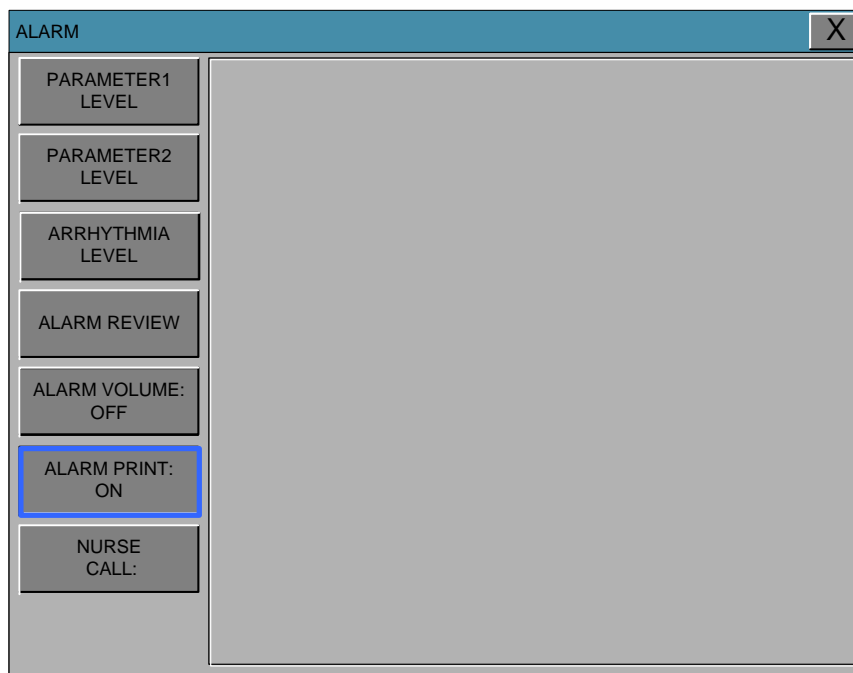 ALARM
X
PARAMETER1
LEVEL
PARAMETER2
LEVEL
ARRHYTHMIA
LEVEL
ALARM REVIEW
ALARM VOLUME:
OFF
ALARM PRINT:
ON
NURSE
CALL: